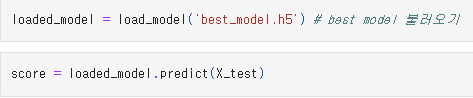 loaded_model = load_model('best_model.h5') # best model 불러오기
score = loaded_model.predict(X_test)